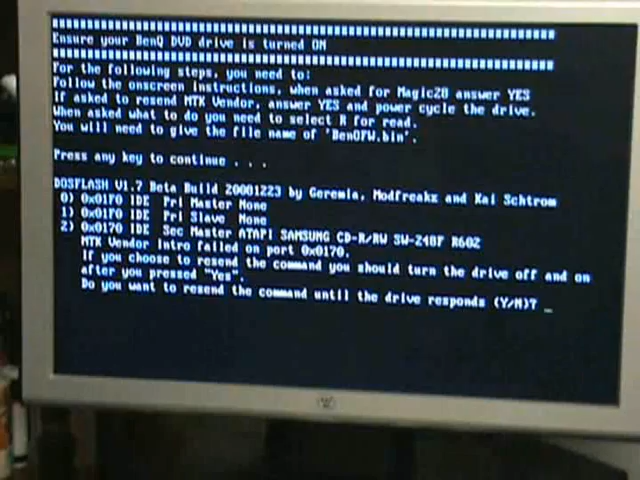 Ensure your BenQ DVD drive is turned ON
For the following steps, you need to:
Follow the onscreen instructions, when asked for Magic28 answer YES
If asked to resend MTK Vendor, answer YES and power cycle the drive.
When asked what to do you need to select R for read.
You will need to give the file name of 'BenQFW.bin'.
Press any key to continue . . .
DOSFLASH V1.7 Beta Build 20081223 by Geremia, Modfreakz and Kai Schtrom
0) 0x01F0 IDE Pri Master None
1) 0x01F0 IDE Pri Slave None
2) 0x0170 IDE Sec Master ATAPI SAMSUNG CD-R/RW SW-248F R602
MTK Vendor Intro failed on port 0x0170.
If you choose to resend the command you should turn the drive off and on
after you pressed "Yes".
Do you want to resend the command until the drive responds (Y/N)? _